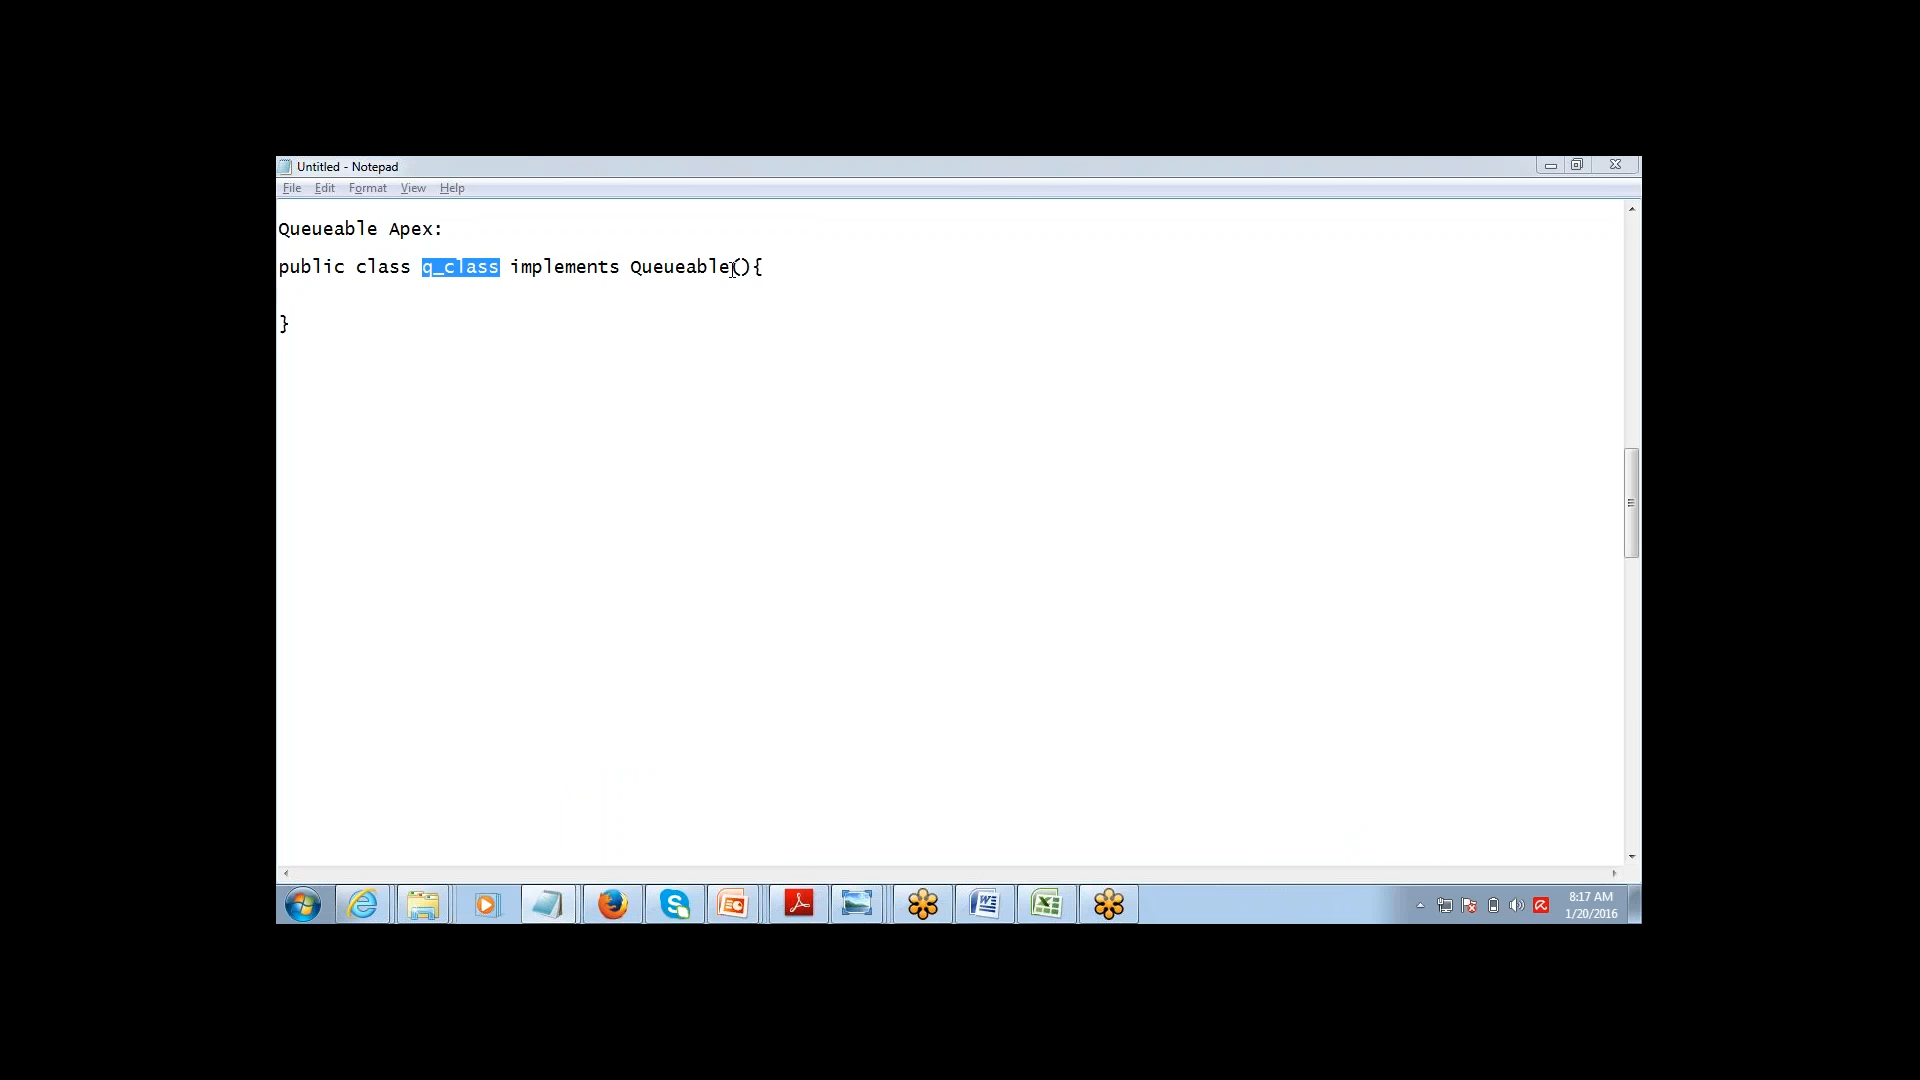 Untitled - Notepad
File Edit Format View Help
Queueable Apex:
public class q_class implements Queueable(){
}
8:17 AM
1/20/2016